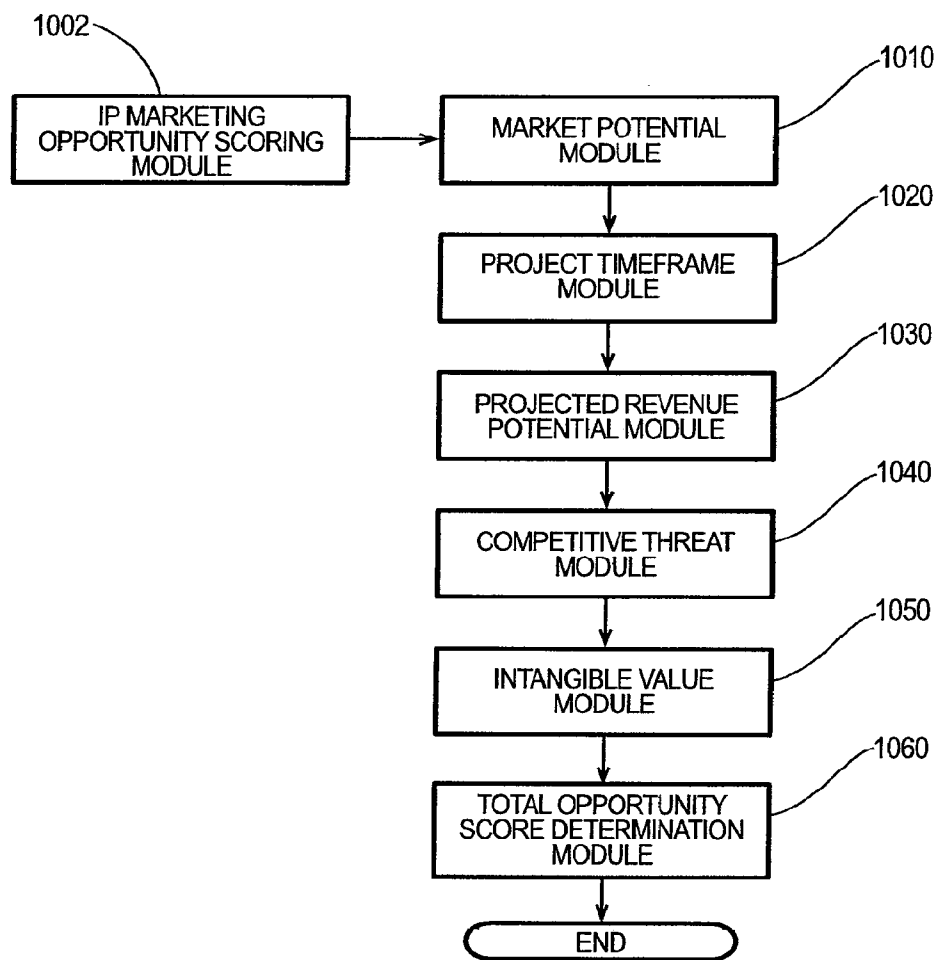 1002
IP MARKETING
OPPORTUNITY SCORING
MODULE
1010
MARKET POTENTIAL
MODULE
1020
PROJECT TIMEFRAME
MODULE
1030
PROJECTED REVENUE
POTENTIAL MODULE
1040
COMPETITIVE THREAT
MODULE
1050
INTANGIBLE VALUE
MODULE
1060
TOTAL OPPORTUNITY
SCORE DETERMINATION
MODULE
END